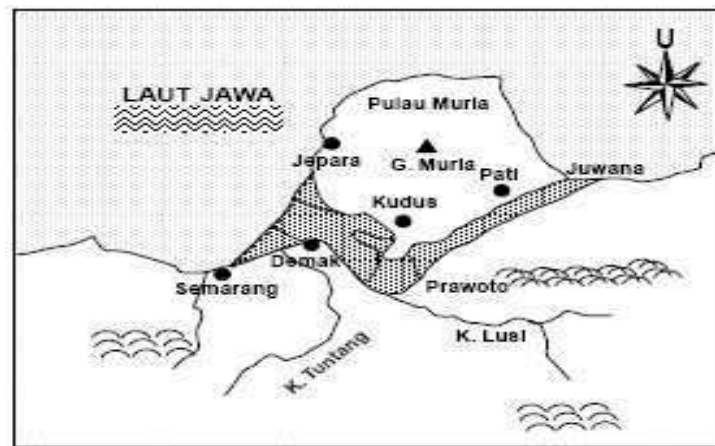 U
LAUT JAWA
Pulau Muria
Jepara
G. Muria
Pati
Juwana
Kudus
Demak
Semarang
Prawoto
K. Tuntang
K. Lusi